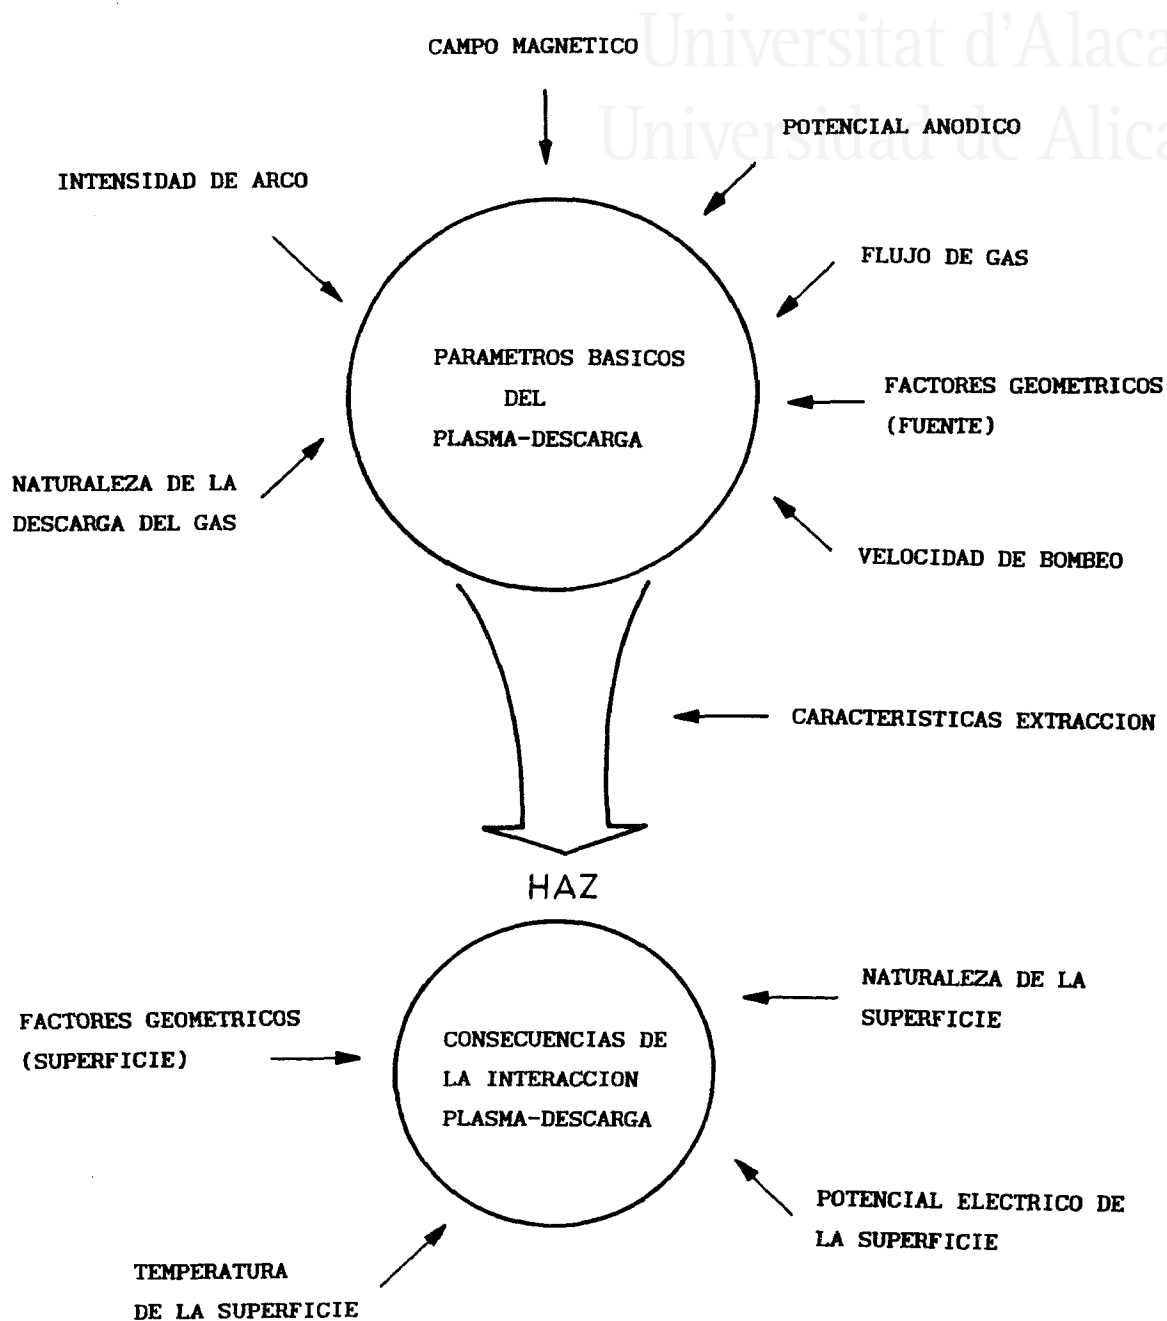 Universitat d'Alaca
Universidad de Alica
CAMPO MAGNETICO
POTENCIAL ANODICO
INTENSIDAD DE ARCO
FLUJO DE GAS
PARAMETROS BASICOS
DEL
PLASMA-DESCARGA
FACTORES GEOMETRICOS
(FUENTE)
NATURALEZA DE LA
DESCARGA DEL GAS
VELOCIDAD DE BOMBEO
CARACTERISTICAS EXTRACCION
HAZ
NATURALEZA DE LA
SUPERFICIE
FACTORES GEOMETRICOS
(SUPERFICIE)
CONSECUENCIAS DE
LA INTERACCION
PLASMA-DESCARGA
POTENCIAL ELECTRICO DE
LA SUPERFICIE
TEMPERATURA
DE LA SUPERFICIE